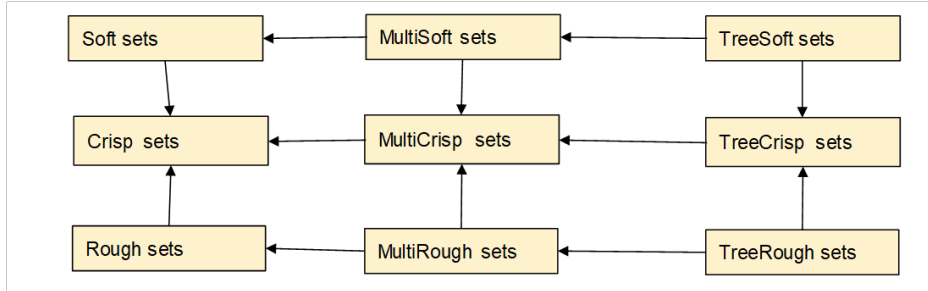 Soft sets
MultiSoft sets
TreeSoft sets
Crisp sets
MultiCrisp sets
TreeCrisp sets
Rough sets
MultiRough sets
TreeRough sets